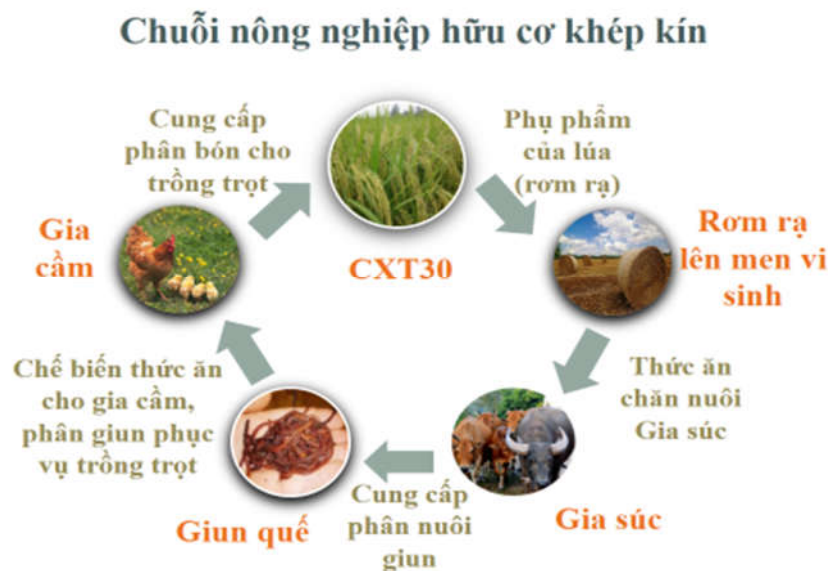 Chuỗi nông nghiệp hữu cơ khép kín
Cung cấp
phân bón cho
trồng trọt
Phụ phẩm
của lúa
(rơm rạ)
Gia
cầm
CXT30
Rơm rạ
lên men vi
sinh
Chế biến thức ăn
cho gia cầm,
phân giun phục
vụ trồng trọt
Thức ăn
chăn nuôi
Gia súc
Giun quế
Cung cấp
phân nuôi
giun
Gia súc